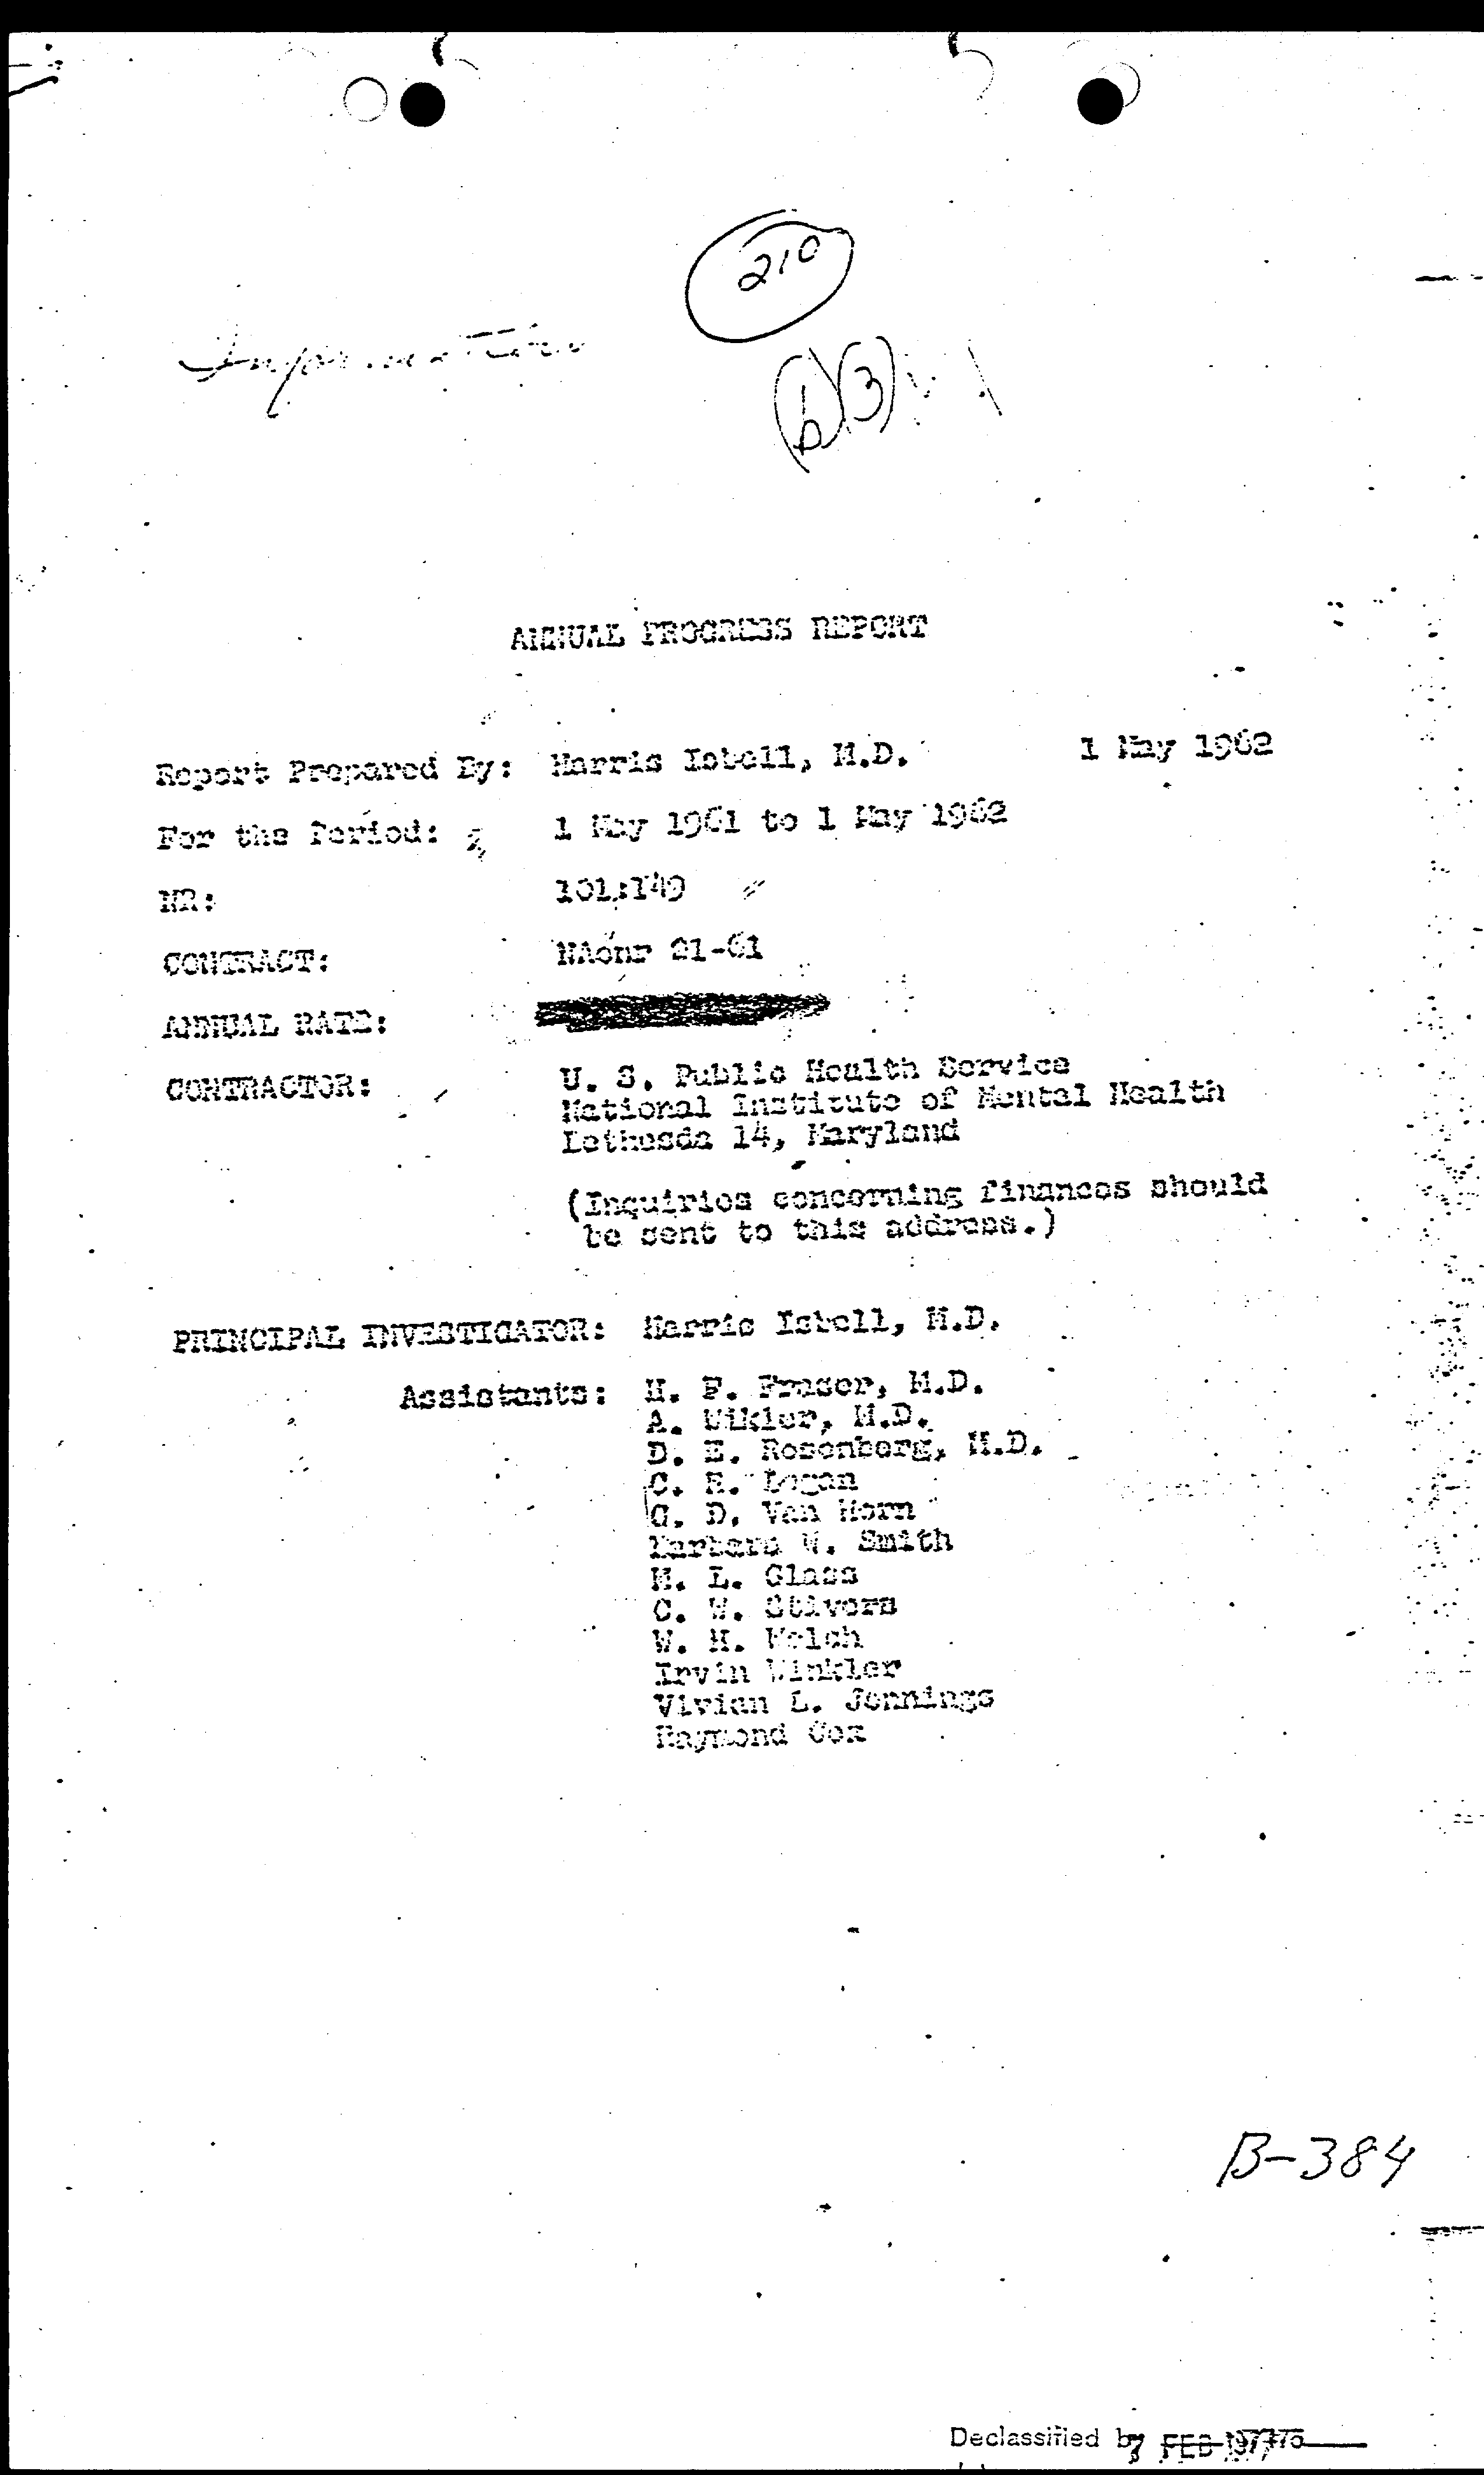 210
Information
(b)(3)
ANNUAL PROGRESS REPORT
Report Prepared By: Harris Isbell, M.D. 1 May 1962
For the Period: 1 May 1961 to 1 May 1962
NR: 101:149
CONTRACT: NAonr 21-61
ANNUAL RATE:
CONTRACTOR: U. S. Public Health Service
National Institute of Mental Health
Bethesda 14, Maryland
(Inquiries concerning finances should
be sent to this address.)
PRINCIPAL INVESTIGATOR: Harris Isbell, M.D.
Assistants: H. F. Fraser, M.D.
A. Wikler, M.D.
D. E. Rosenberg, M.D.
C. R. Logan
G. D. Van Horn
Barbara W. Smith
M. L. Glass
C. W. Stivers
W. H. Welch
Irvin Winkler
Vivian L. Jennings
Raymond Cox
B-384
Declassified by
7 FEB 1977